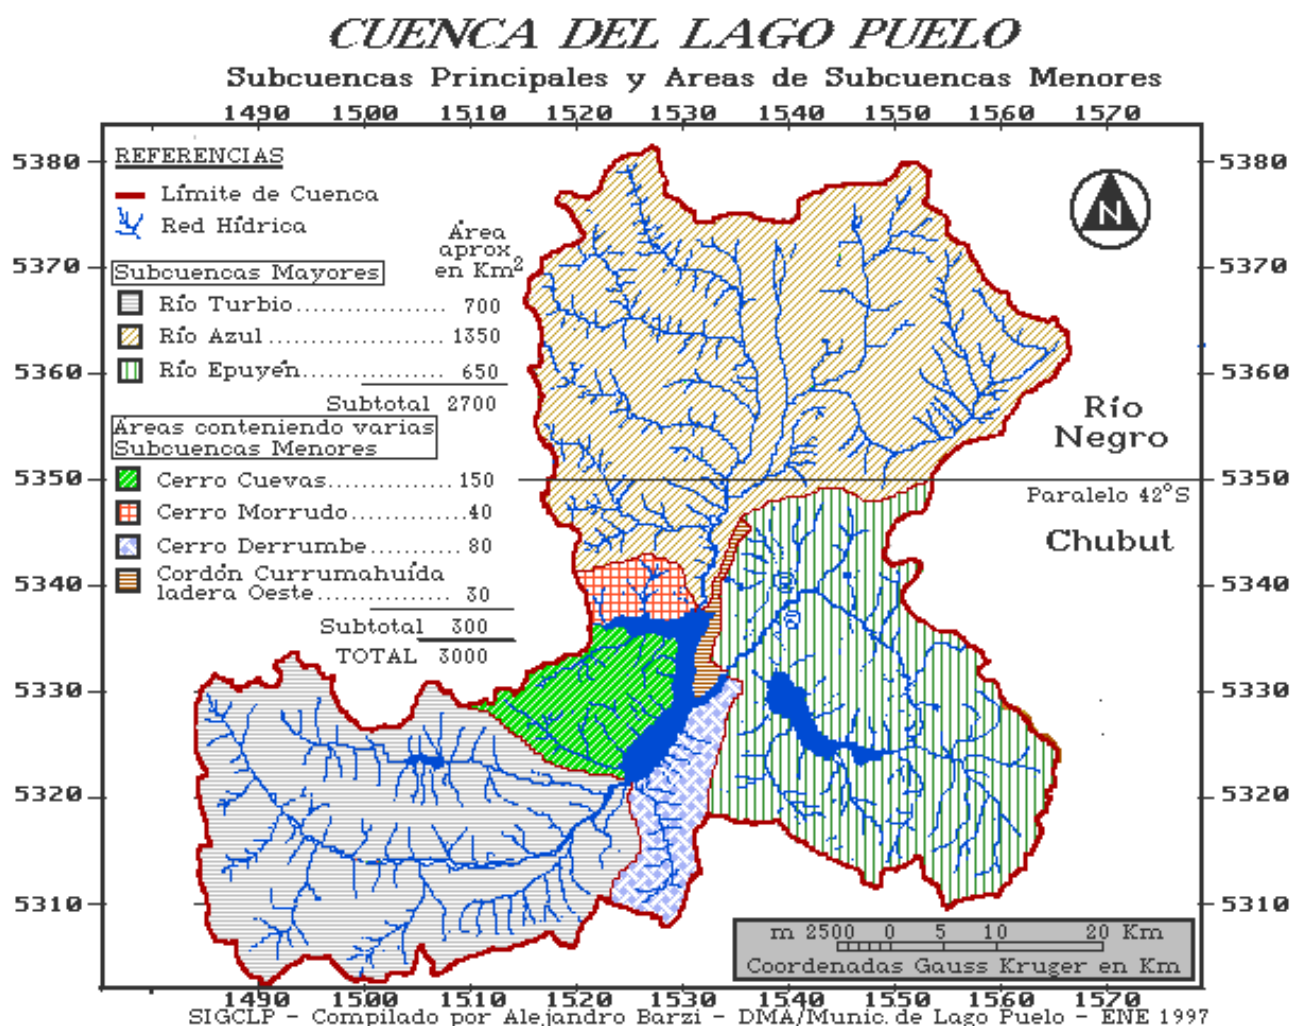 CUENCA DEL LAGO PUELO
Subcuencas Principales y Areas de Subcuencas Menores
1490 1500 1510 1520 1530 1540 1550 1560 1570
REFERENCIAS
Límite de Cuenca
Red Hídrica
Área
aprox
en Km²
Subcuencas Mayores
Río Turbio.................. 700
Río Azul ..................... 1350
Río Epuyén................. 650
Subtotal 2700
Áreas conteniendo varias
Subcuencas Menores
Cerro Cuevas............... 150
Cerro Morrudo.............40
Cerro Derrumbe.......... 80
Cordón Currumahuída
ladera Oeste............... 30
Subtotal 300
TOTAL 3000
5380
5370
5360
5350
5340
5330
5320
5310
N
Río
Negro
Paralelo 42°S
Chubut
5380
5370
5360
5350
5340
5330
5320
5310
m 2500 0 5 10 20 Km
Coordenadas Gauss Kruger en Km
1490 1500 1510 1520 1530 1540 1550 1560 1570
SIGCLP - Compilado por Alejandro Barzi - DMA/Munic. de Lago Puelo - ENE 1997